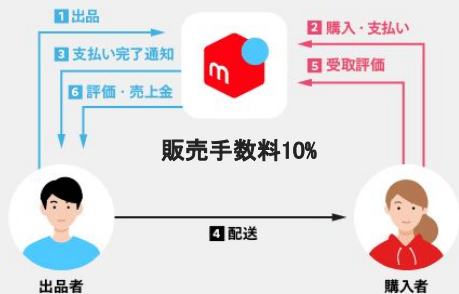 1 出品
2 購入・支払い
3 支払い完了通知
5 受取評価
6 評価・売上金
m
販売手数料10%
4 配送
出品者
購入者